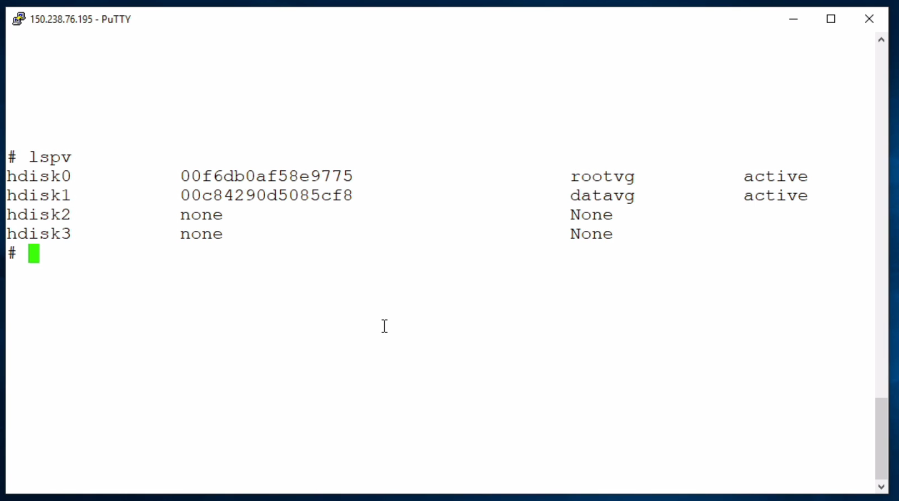 150.238.76.195 - PuTTY
# lspv
hdisk0 00f6db0af58e9775 rootvg active
hdisk1 00c84290d5085cf8 datavg active
hdisk2 none None
hdisk3 none None
#